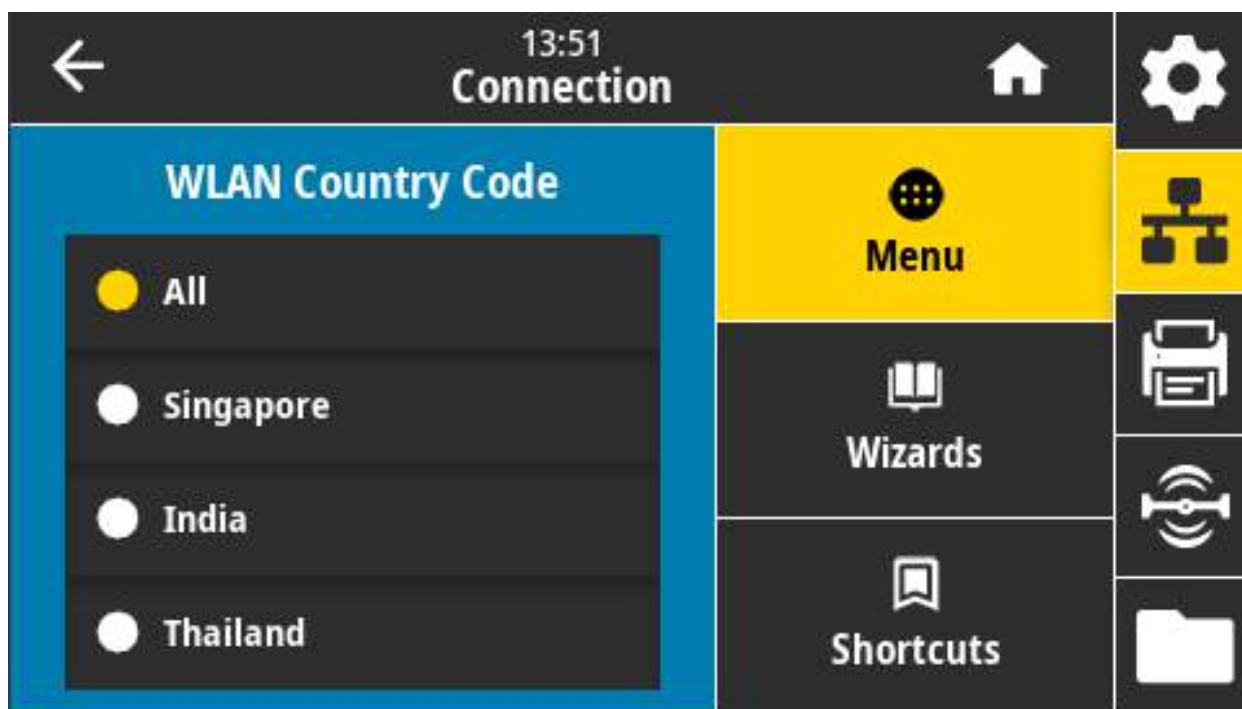 13:51
Connection
WLAN Country Code
All
Singapore
India
Thailand
Menu
Wizards
Shortcuts